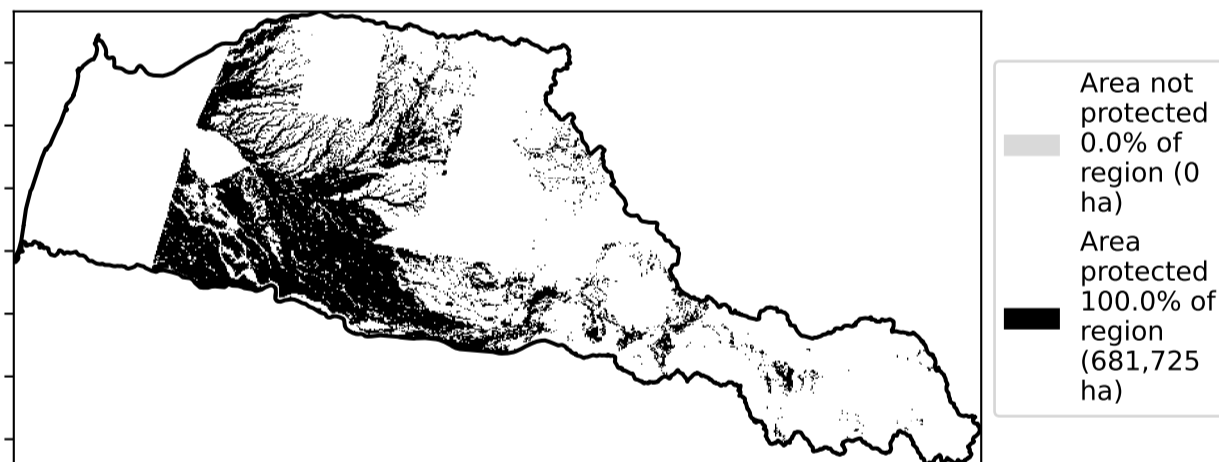 Area not
protected
0.0% of
region (0
ha)
Area
protected
100.0% of
region
(681,725
ha)